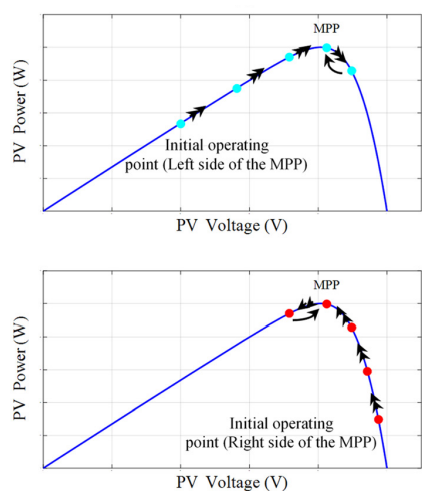 MPP
PV Power (W)
Initial operating
point (Left side of the MPP)
PV Voltage (V)
MPP
PV Power (W)
Initial operating
point (Right side of the MPP)
PV Voltage (V)